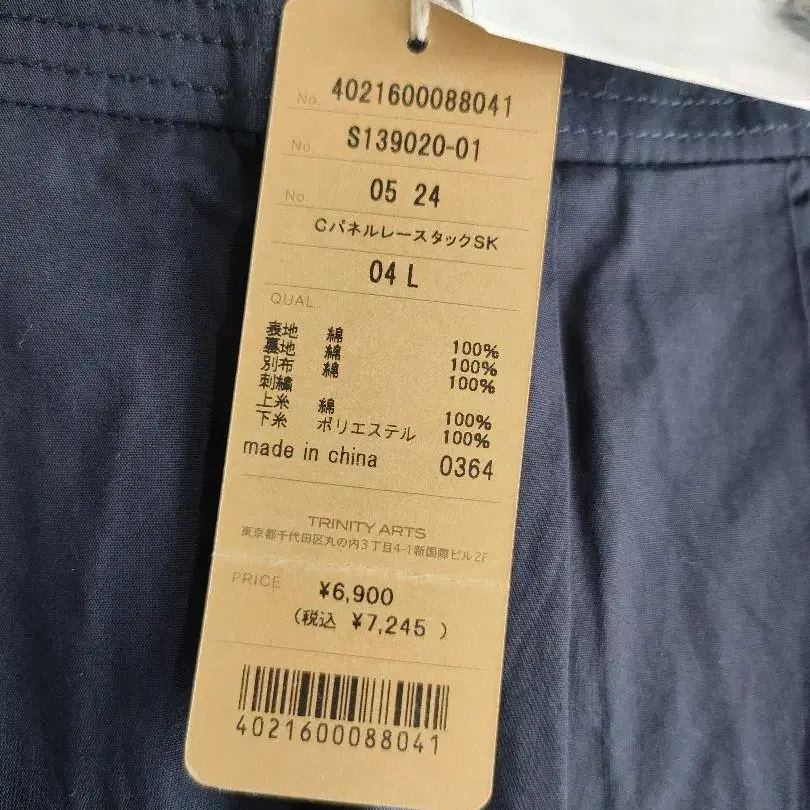 No. 4021600088041
No. S139020-01
No. 05 24
CパネルレースタックSK
04 L
QUAL
表地 綿 100%
裏地 綿 100%
別布 綿 100%
刺繍
上糸 綿 100%
下糸 ポリエステル 100%
made in china 0364
TRINITY ARTS
東京都千代田区丸の内3丁目4-1新国際ビル2F
PRICE ¥6,900
(税込 ¥7,245 )
4021600088041